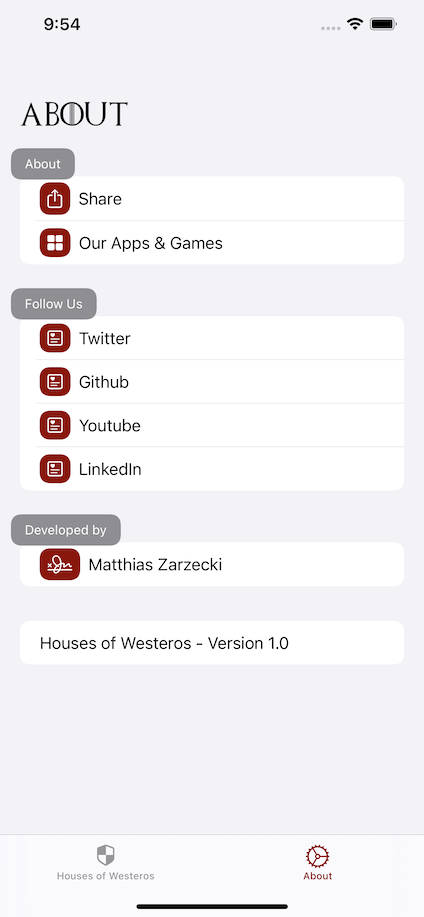 9:54
ABOUT
About
Share
Our Apps & Games
Follow Us
Twitter
Github
Youtube
LinkedIn
Developed by
Matthias Zarzecki
Houses of Westeros - Version 1.0
Houses of Westeros
About